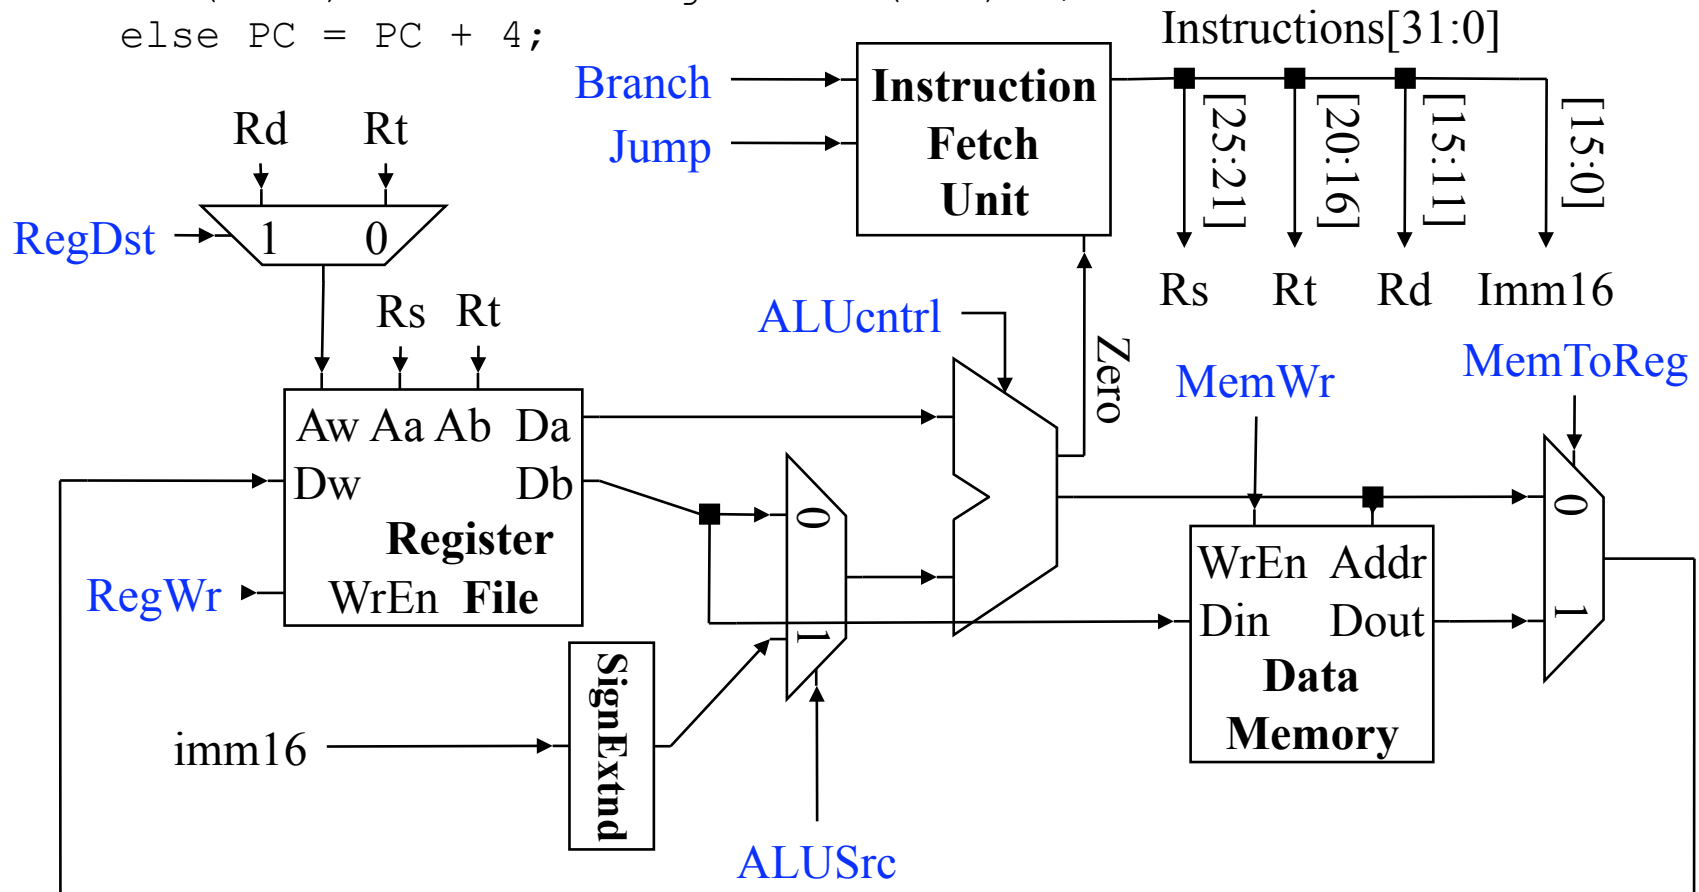 else PC = PC + 4;
Instructions[31:0]
Branch
Jump
Instruction
Fetch
Unit
[25:21]
[20:16]
[15:11]
[15:0]
Rs
Rt
Rd
Imm16
Rd
Rt
RegDst
1
0
Rs
Rt
ALUcntrl
Zero
MemWr
MemToReg
Aw Aa Ab Da
Dw
Db
Register
WrEn File
RegWr
0
1
0
1
WrEn Addr
Din
Dout
Data
Memory
SignExtnd
imm16
ALUSrc